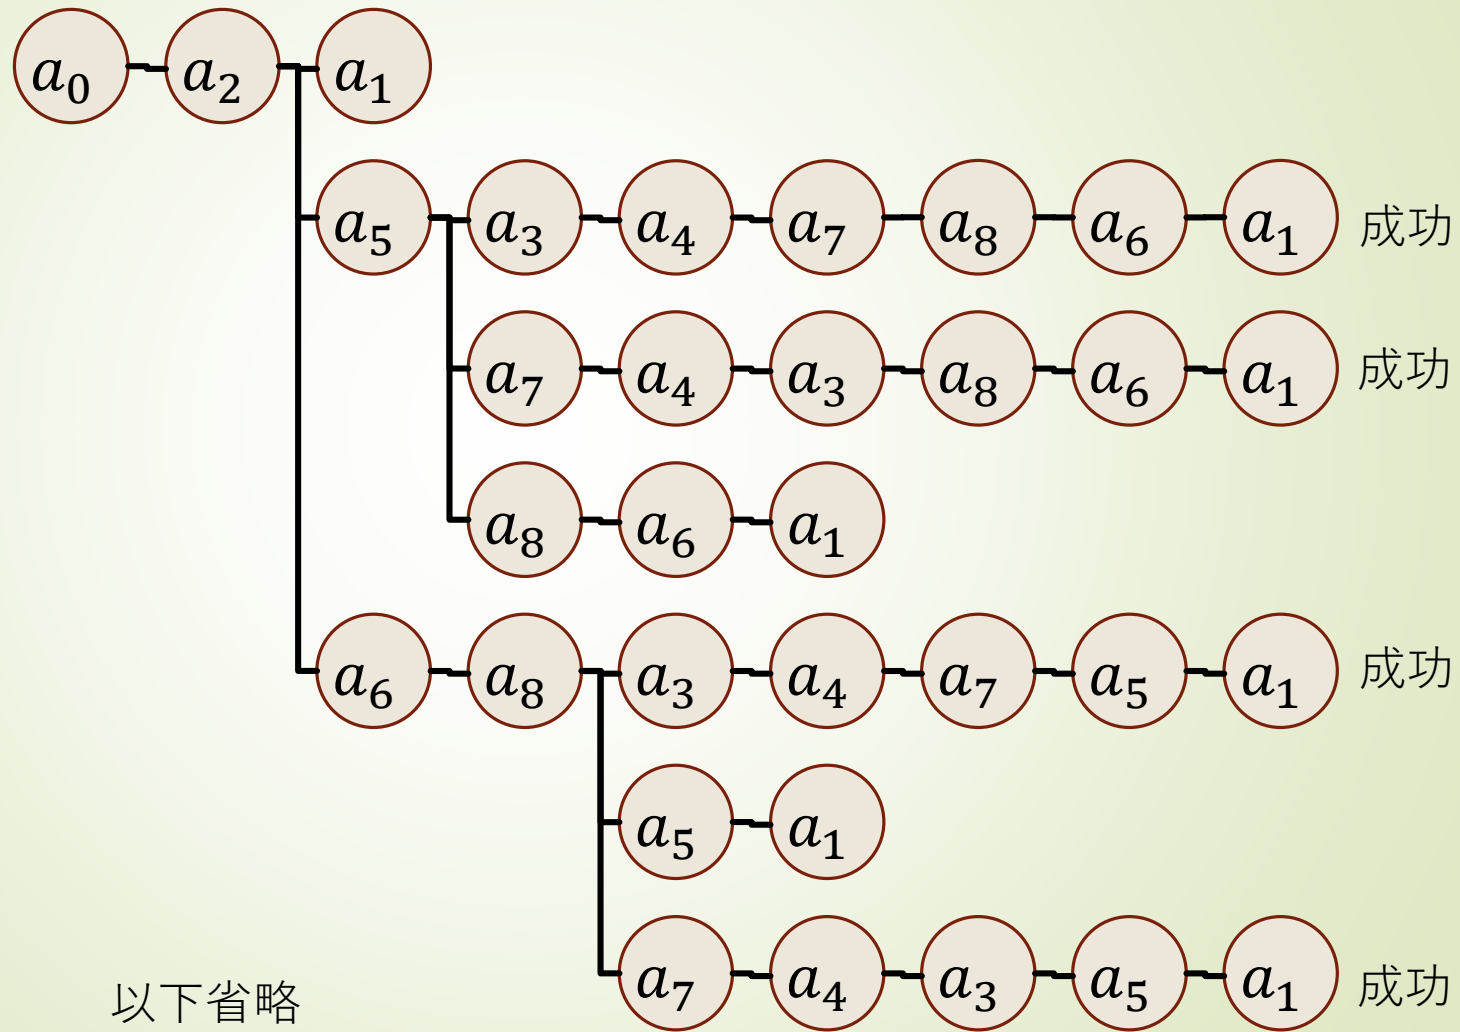 a₀ a₂ a₁
a₅ a₃ a₄ a₇ a₈ a₆ a₁ 成功
a₇ a₄ a₃ a₈ a₆ a₁ 成功
a₈ a₆ a₁
a₆ a₈ a₃ a₄ a₇ a₅ a₁ 成功
a₅ a₁
a₇ a₄ a₃ a₅ a₁ 成功
以下省略